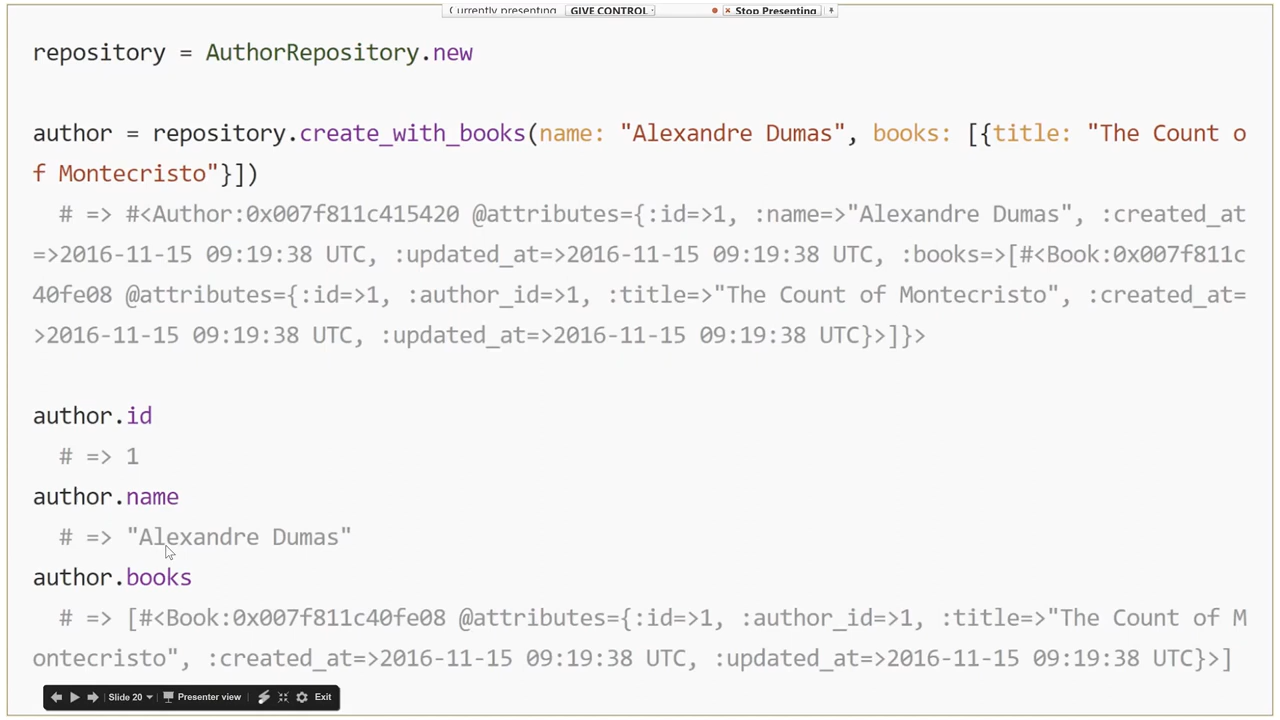 Currently presenting GIVE CONTROL Stop Presenting
repository = AuthorRepository.new
author = repository.create_with_books(name: "Alexandre Dumas", books: [{title: "The Count o
f Montecristo"}])
# => #<Author:0x007f811c415420 @attributes={:id=>1, :name=>"Alexandre Dumas", :created_at
=>2016-11-15 09:19:38 UTC, :updated_at=>2016-11-15 09:19:38 UTC, :books=>[#<Book:0x007f811c
40fe08 @attributes={:id=>1, :author_id=>1, :title=>"The Count of Montecristo", :created_at=
>2016-11-15 09:19:38 UTC, :updated_at=>2016-11-15 09:19:38 UTC}>]}>
author.id
# => 1
author.name
# => "Alexandre Dumas"
author.books
# => [#<Book:0x007f811c40fe08 @attributes={:id=>1, :author_id=>1, :title=>"The Count of M
ontecristo", :created_at=>2016-11-15 09:19:38 UTC, :updated_at=>2016-11-15 09:19:38 UTC}>]
Slide 20 Presenter view Exit